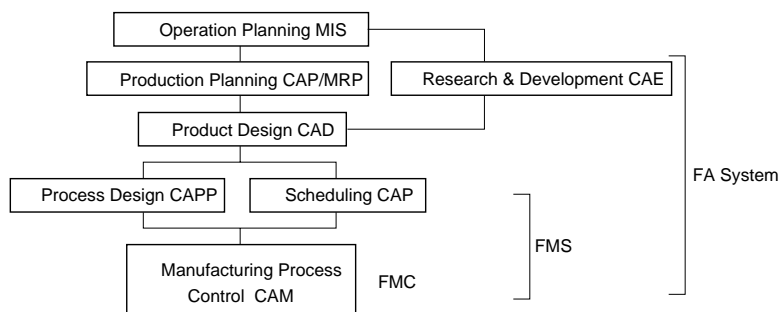 Operation Planning MIS
Production Planning CAP/MRP
Research & Development CAE
Product Design CAD
Process Design CAPP
Scheduling CAP
FA System
FMS
Manufacturing Process
Control CAM
FMC